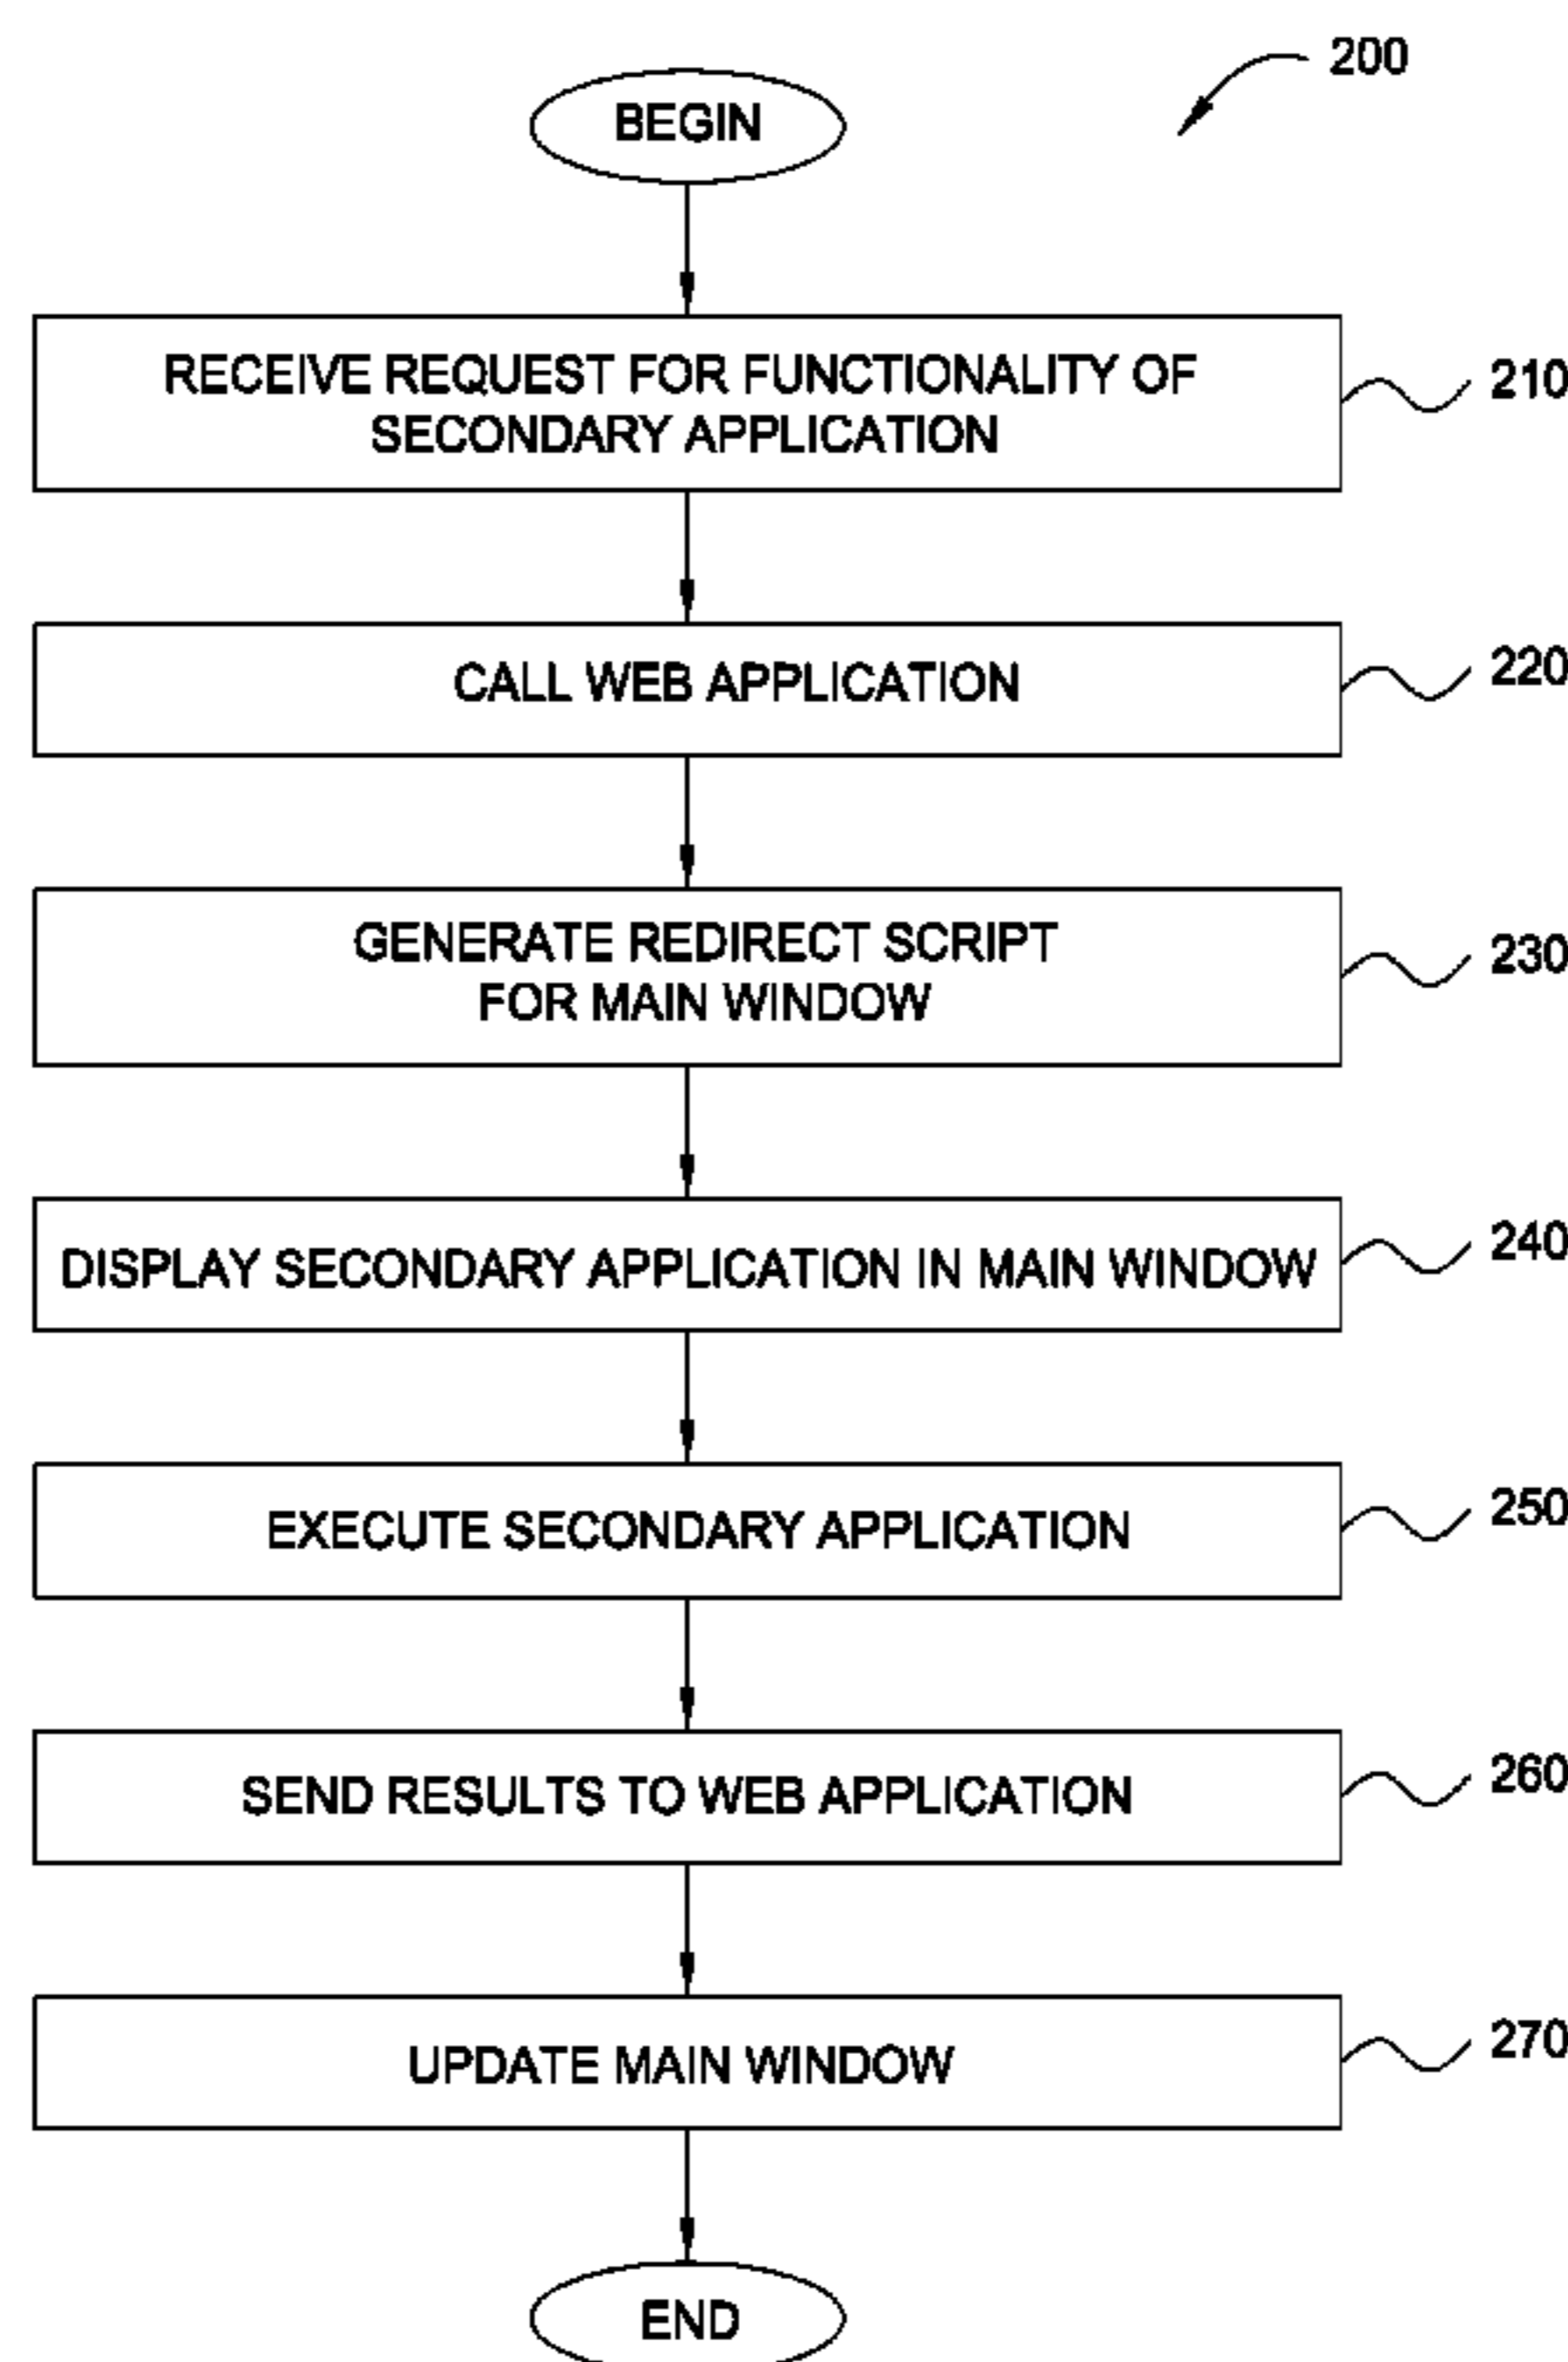 200
BEGIN
RECEIVE REQUEST FOR FUNCTIONALITY OF
SECONDARY APPLICATION
210
CALL WEB APPLICATION
220
GENERATE REDIRECT SCRIPT
FOR MAIN WINDOW
230
DISPLAY SECONDARY APPLICATION IN MAIN WINDOW
240
EXECUTE SECONDARY APPLICATION
250
SEND RESULTS TO WEB APPLICATION
260
UPDATE MAIN WINDOW
270
END